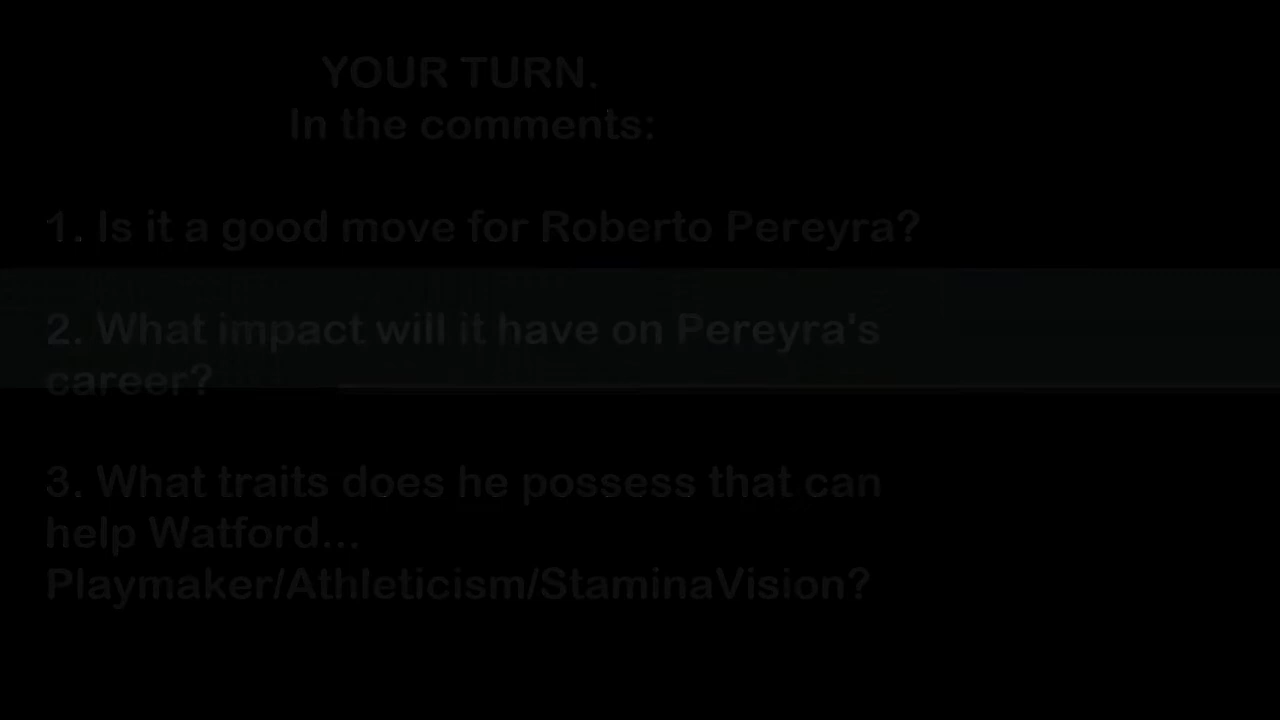 YOUR TURN.
In the comments:
1. Is it a good move for Roberto Pereyra?
2. What impact will it have on Pereyra's
career?
3. What traits does he possess that can
help Watford...
Playmaker/Athleticism/StaminaVision?